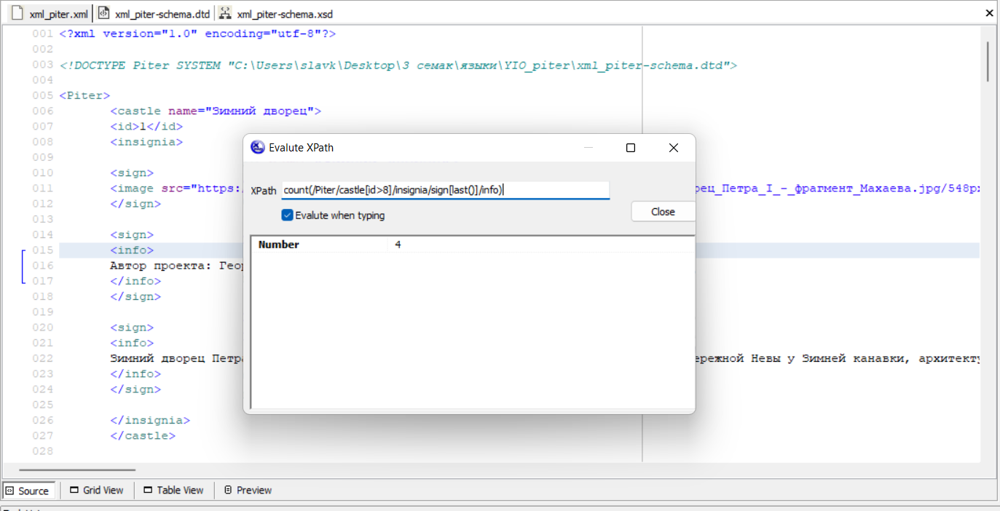 xml_piter.xml xml_piter-schema.dtd xml_piter-schema.xsd
001 <?xml version="1.0" encoding="utf-8"?>
002
003 <!DOCTYPE Piter SYSTEM "C:\Users\slavk\Desktop\3 семак\языки\YIO_piter\xml_piter-schema.dtd">
004
005 <Piter>
006 <castle name="Зимний дворец">
007 <id>1</id>
008 <insignia>
009
010 <sign>
011 <image src="https: рец_Петра_I_-_фрагмент_Махаева.jpg/548px
012 </sign>
013
014 <sign>
015 <info>
016 Автор проекта: Геор
017 </info>
018 </sign>
019
020 <sign>
021 <info>
022 Зимний дворец Петра ережной Невы у Зимней канавки, архитекту
023 </info>
024 </sign>
025
026 </insignia>
027 </castle>
028
Evalute XPath
XPath count(/Piter/castle[id>8]/insignia/sign[last()]/info)
Evalute when typing
Close
Number 4
Source Grid View Table View Preview